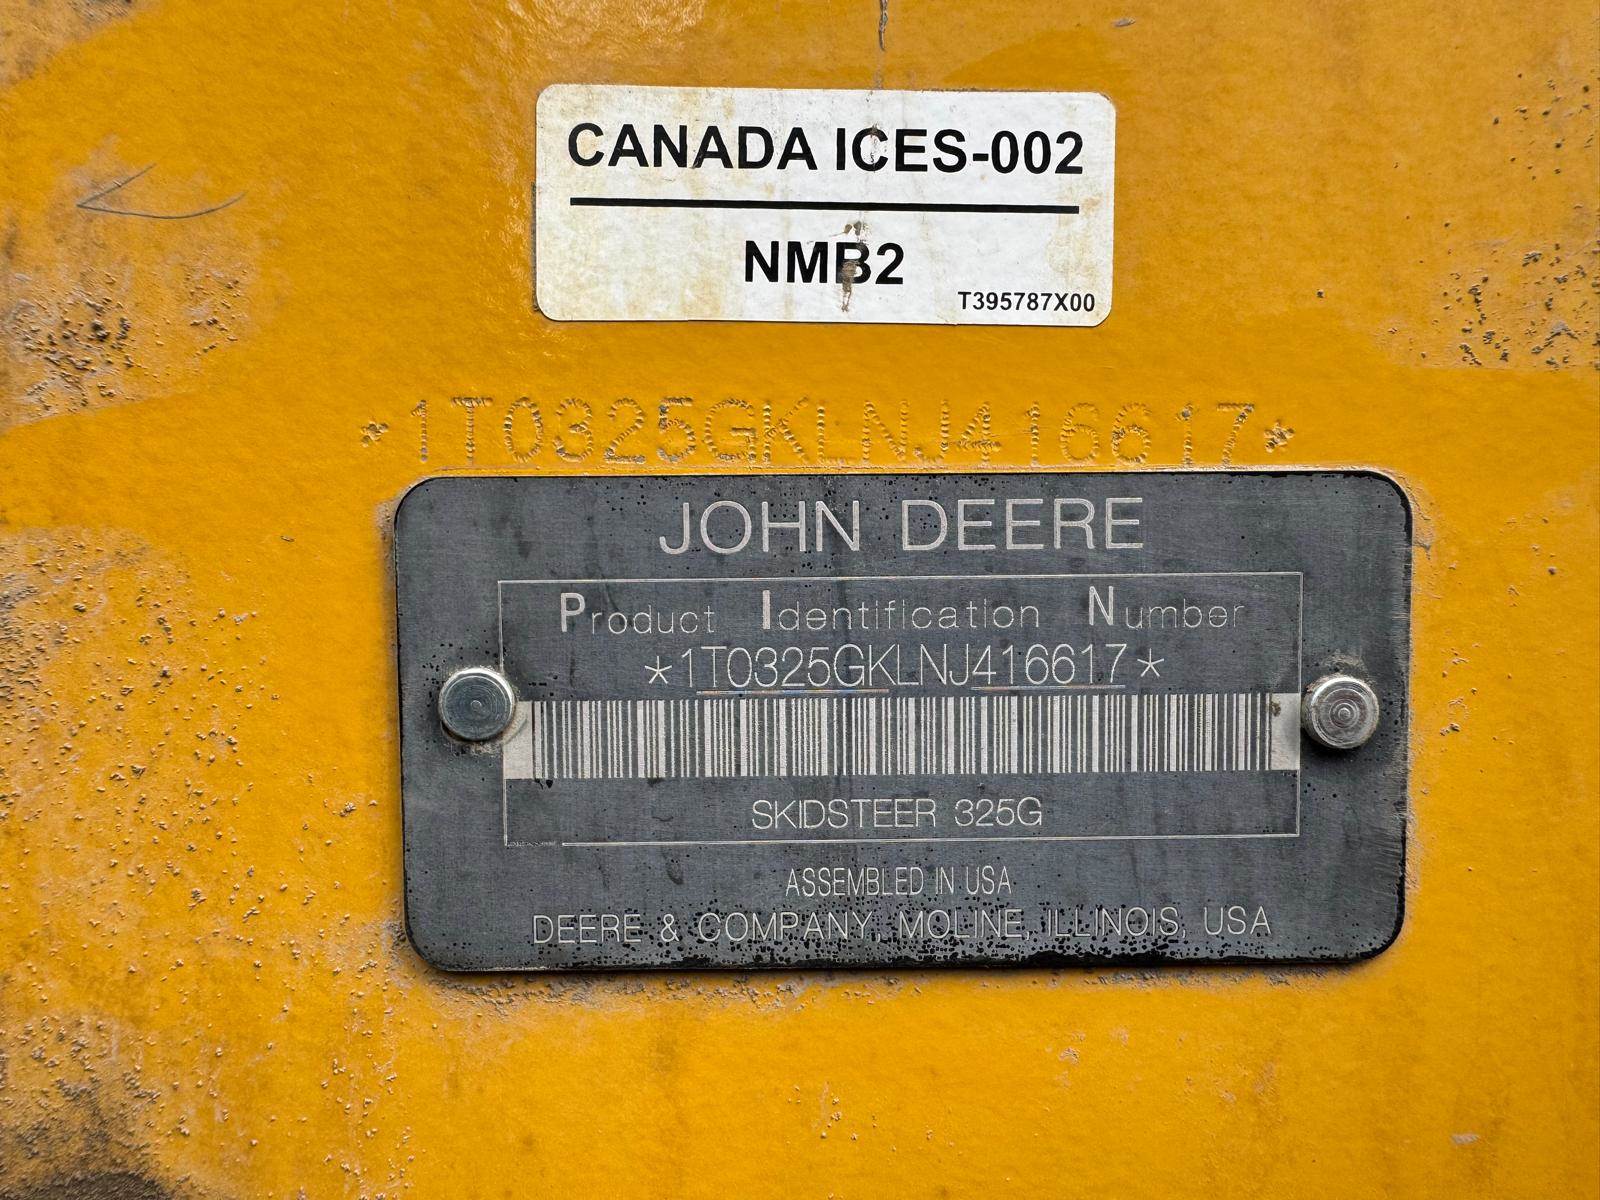 CANADA ICES-002
NMB2
T395787X00
*1T0325GKLNJ416617*
JOHN DEERE
Product Identification Number
*1T0325GKLNJ416617*
SKIDSTEER 325G
ASSEMBLED IN USA
DEERE & COMPANY, MOLINE, ILLINOIS, USA